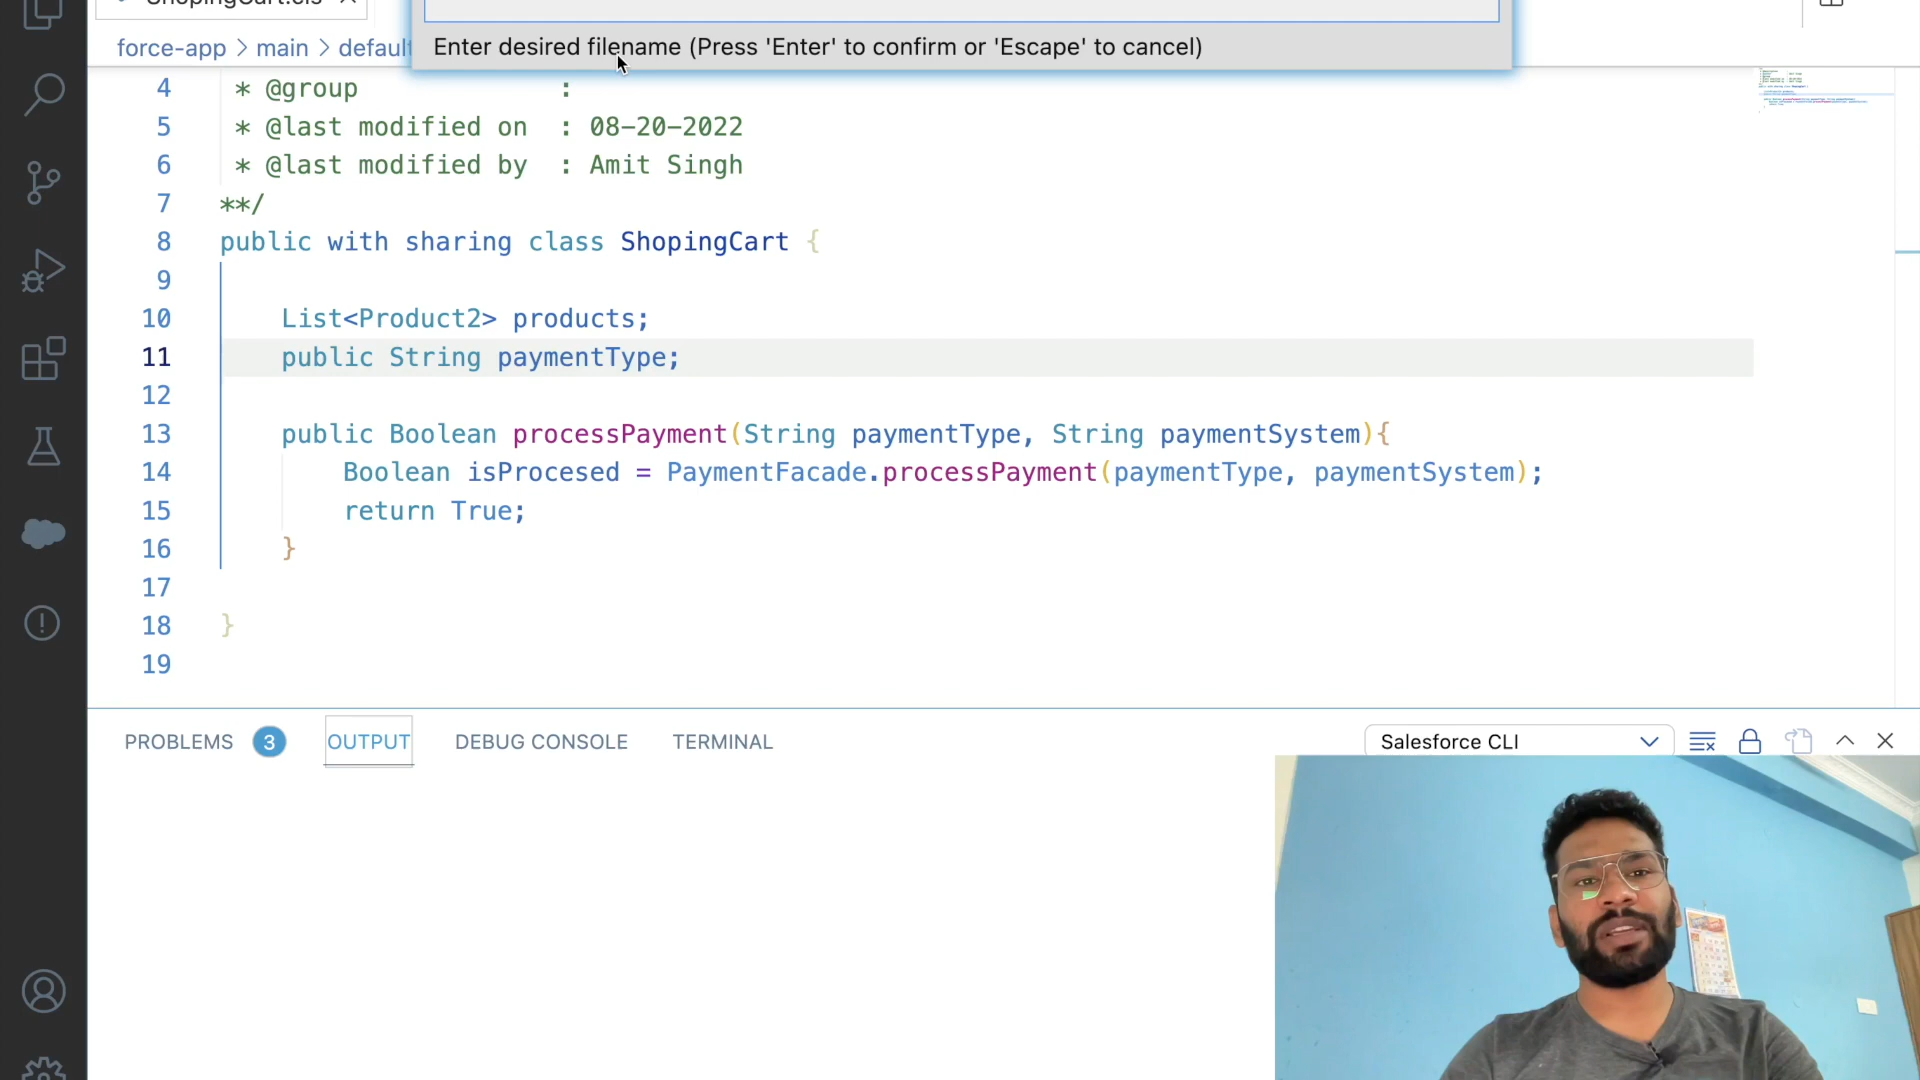 ShopingCart.cls
force-app > main > default
Enter desired filename (Press 'Enter' to confirm or 'Escape' to cancel)
4 * @group :
5 * @last modified on : 08-20-2022
6 * @last modified by : Amit Singh
7 **/
8 public with sharing class ShopingCart {
9
10 List<Product2> products;
11 public String paymentType;
12
13 public Boolean processPayment(String paymentType, String paymentSystem){
14 Boolean isProcesed = PaymentFacade.processPayment(paymentType, paymentSystem);
15 return True;
16 }
17
18 }
19
PROBLEMS 3 OUTPUT DEBUG CONSOLE TERMINAL Salesforce CLI